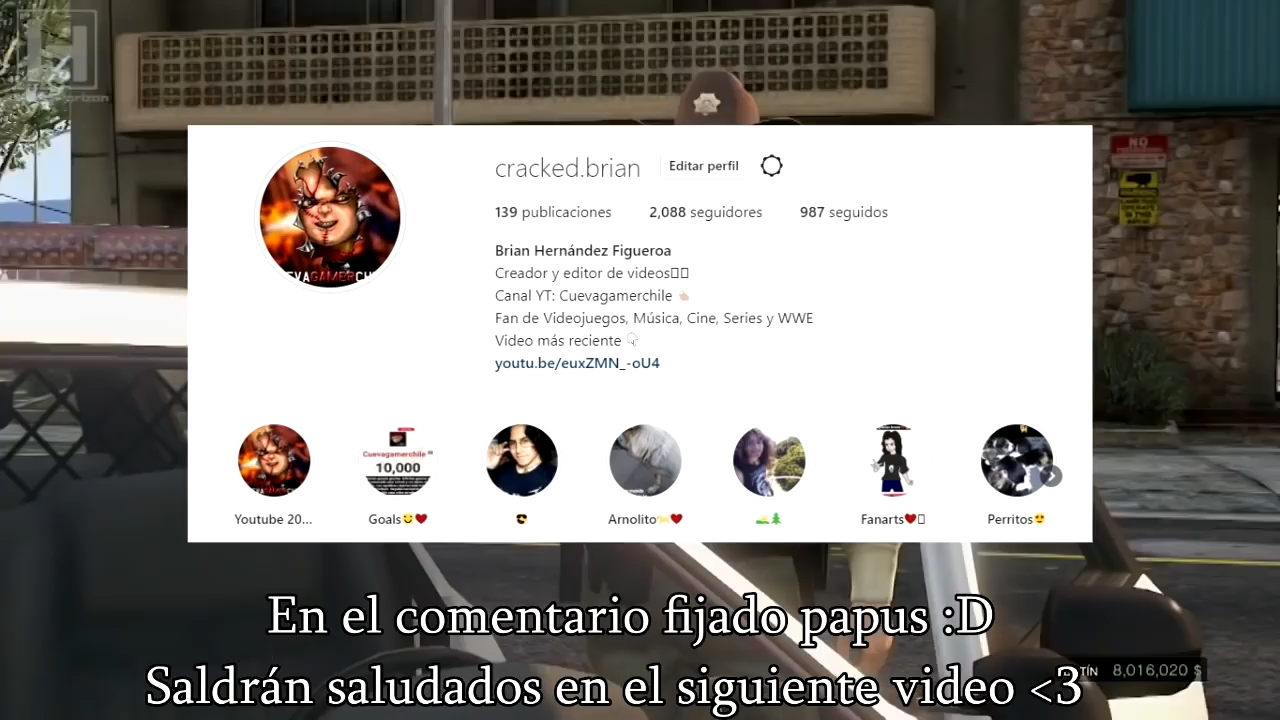 cracked.brian Editar perfil
139 publicaciones 2,088 seguidores 987 seguidos
Brian Hernández Figueroa
Creador y editor de videos
Canal YT: Cuevagamerchile 👈🏻
Fan de Videojuegos, Música, Cine, Series y WWE
Video más reciente 👇🏻
youtu.be/euxZMN_-oU4
Cuevagamerchile
10,000
Youtube 20... Goals😃❤️ Arnolito❤️ Fanarts❤️ Perritos😍
NO
En el comentario fijado papus :D
Saldrán saludados en el siguiente video <3
TÍN 8,016,020 $